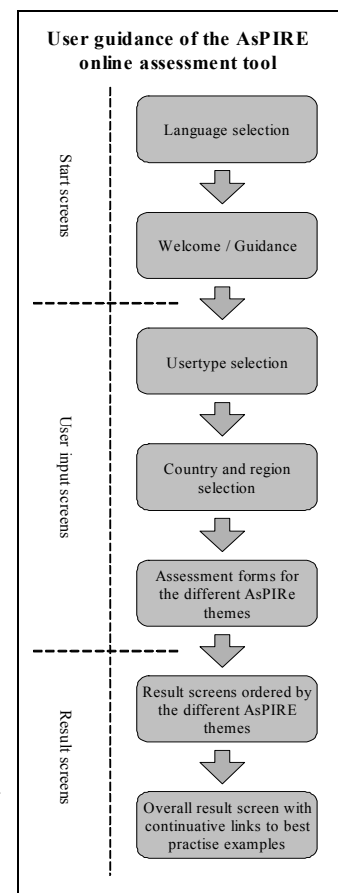 User guidance of the AsPIRE
online assessment tool
Start screens
Language selection
Welcome / Guidance
User input screens
Usertype selection
Country and region
selection
Assessment forms for
the different AsPIRe
themes
Result screens
Result screens ordered by
the different AsPIRE
themes
Overall result screen with
continuative links to best
practise examples